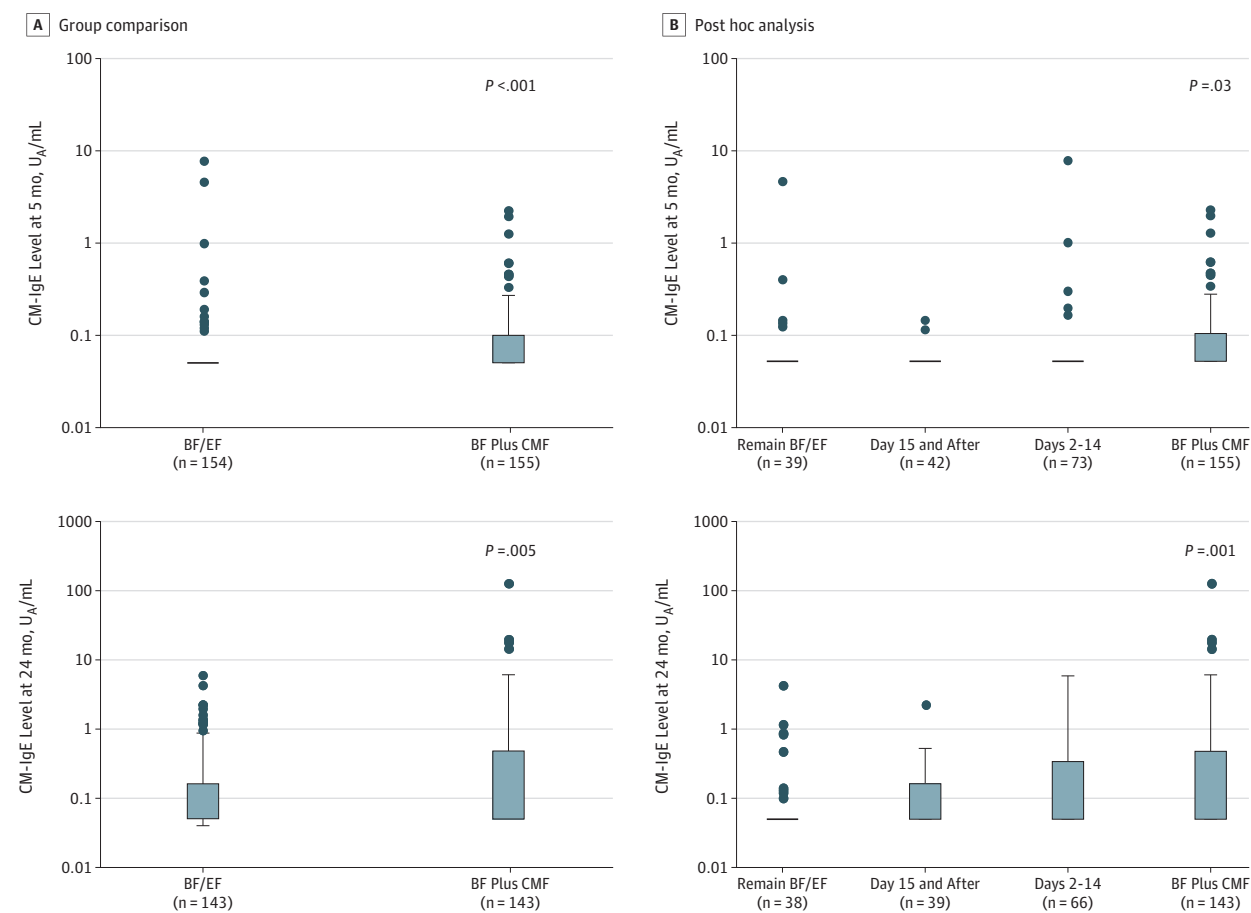 A Group comparison
100
10
1
0.1
0.01
CM-IgE Level at 5 mo, UA/mL
P <.001
BF/EF
(n = 154)
BF Plus CMF
(n = 155)
1000
100
10
1
0.1
0.01
CM-IgE Level at 24 mo, UA/mL
P =.005
BF/EF
(n = 143)
BF Plus CMF
(n = 143)
B Post hoc analysis
100
10
1
0.1
0.01
CM-IgE Level at 5 mo, UA/mL
P =.03
Remain BF/EF
(n = 39)
Day 15 and After
(n = 42)
Days 2-14
(n = 73)
BF Plus CMF
(n = 155)
1000
100
10
1
0.1
0.01
CM-IgE Level at 24 mo, UA/mL
P =.001
Remain BF/EF
(n = 38)
Day 15 and After
(n = 39)
Days 2-14
(n = 66)
BF Plus CMF
(n = 143)